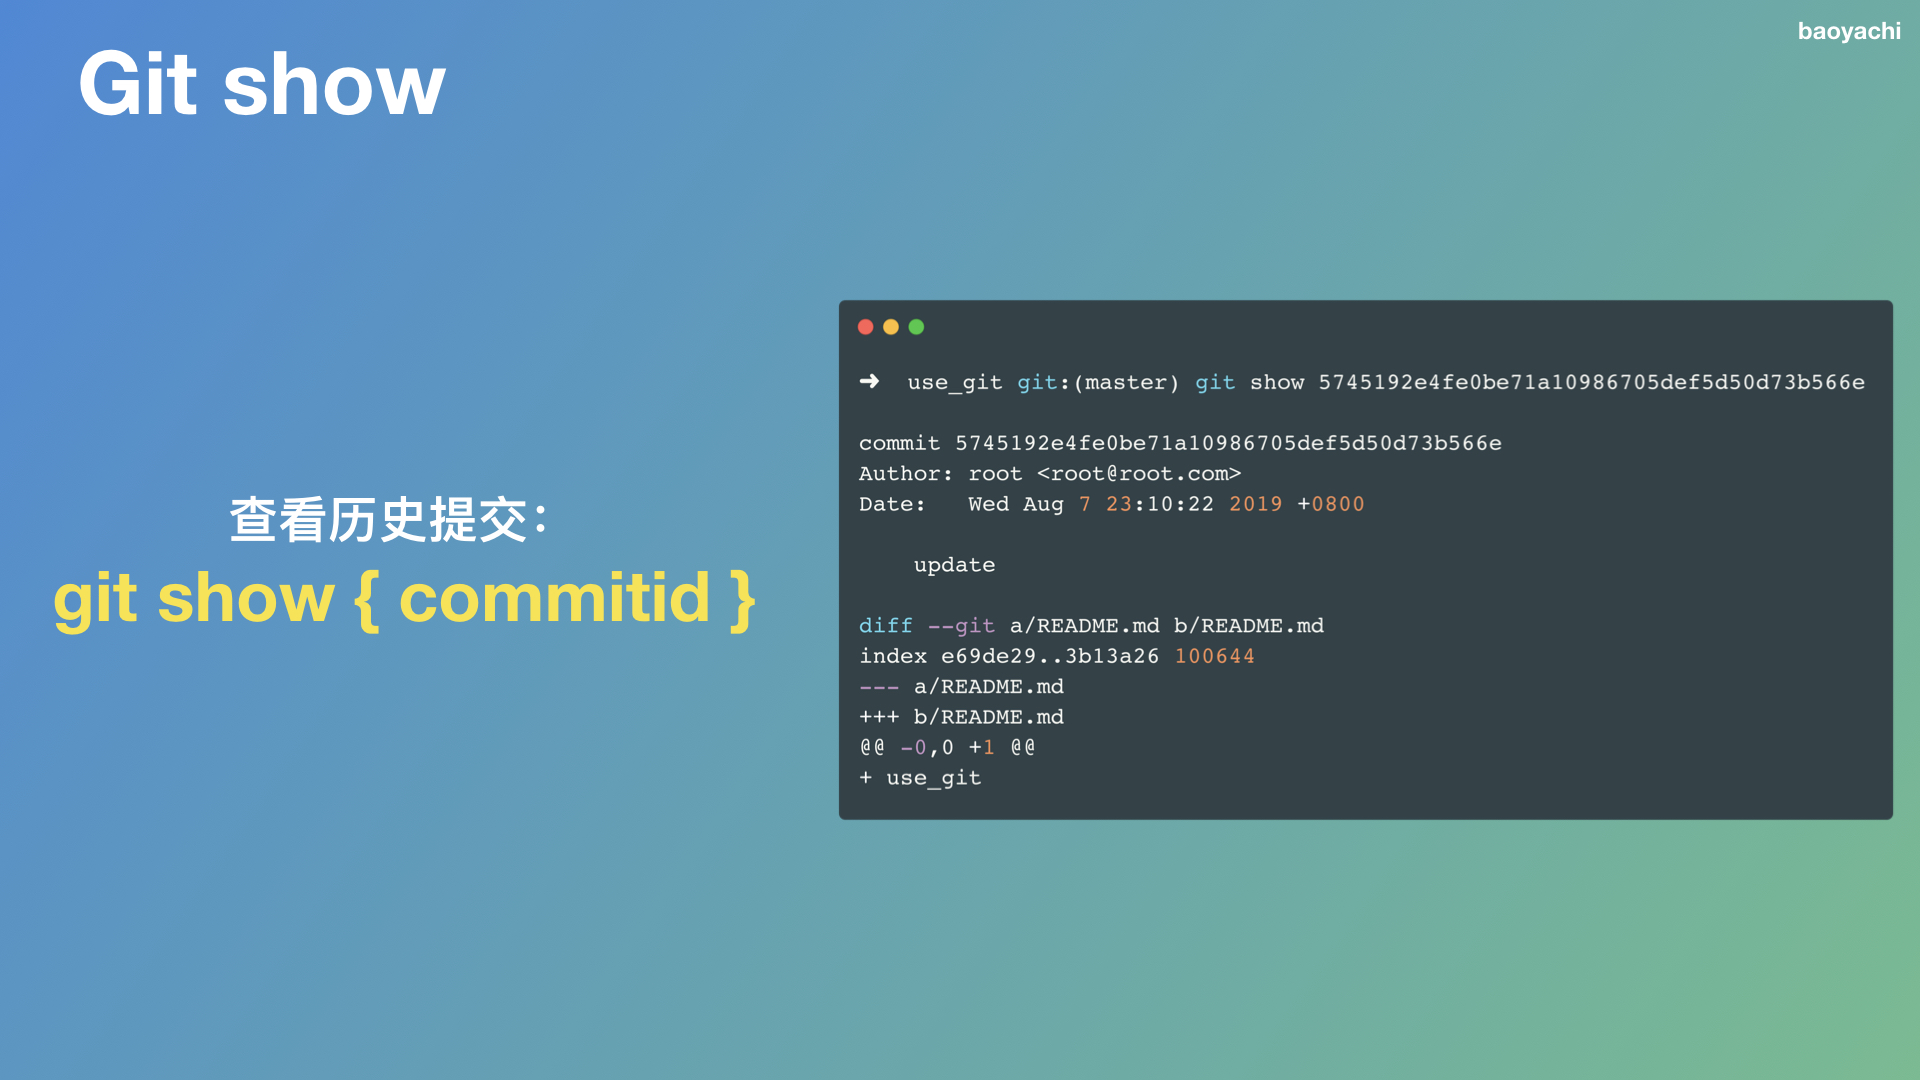 baoyachi
Git show
查看历史提交：
git show { commitid }
➜  use_git git:(master) git show 5745192e4fe0be71a10986705def5d50d73b566e
commit 5745192e4fe0be71a10986705def5d50d73b566e
Author: root <root@root.com>
Date:   Wed Aug 7 23:10:22 2019 +0800
    update
diff --git a/README.md b/README.md
index e69de29..3b13a26 100644
--- a/README.md
+++ b/README.md
@@ -0,0 +1 @@
+ use_git